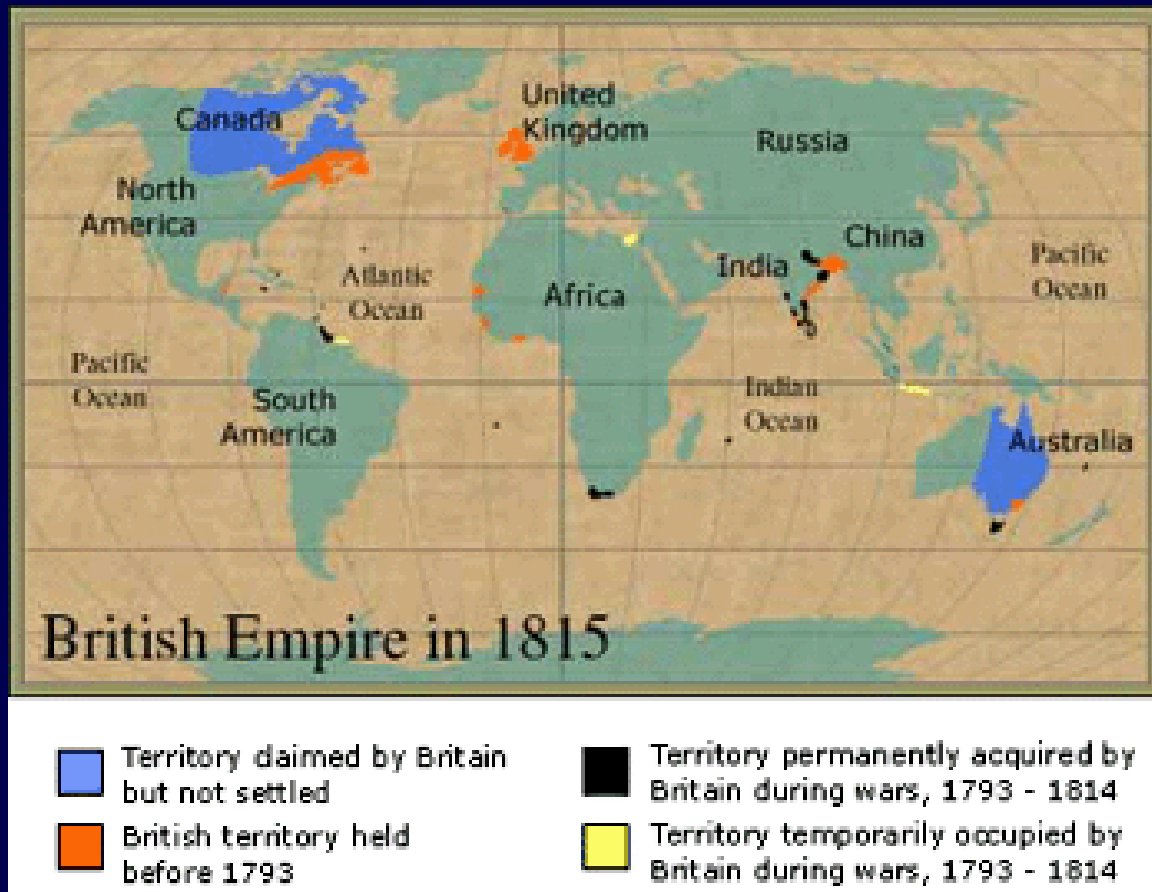 United
Kingdom
Canada
Russia
North
America
China
India
Pacific
Ocean
Atlantic
Ocean
Africa
Pacific
Ocean
South
America
Indian
Ocean
Australia
British Empire in 1815
Territory claimed by Britain
but not settled
British territory held
before 1793
Territory permanently acquired by
Britain during wars, 1793 - 1814
Territory temporarily occupied by
Britain during wars, 1793 - 1814